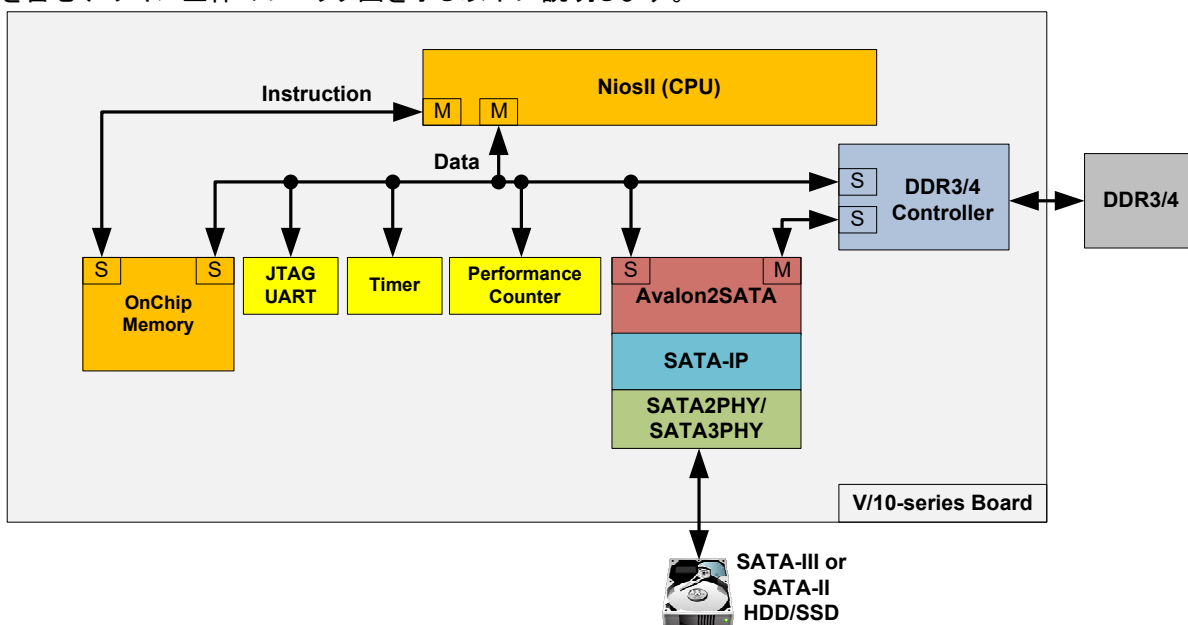 NiosII (CPU)
Instruction
M
M
Data
S
S
DDR3/4
Controller
DDR3/4
S
S
OnChip
Memory
JTAG
UART
Timer
Performance
Counter
S
M
Avalon2SATA
SATA-IP
SATA2PHY/
SATA3PHY
V/10-series Board
SATA-III or
SATA-II
HDD/SSD